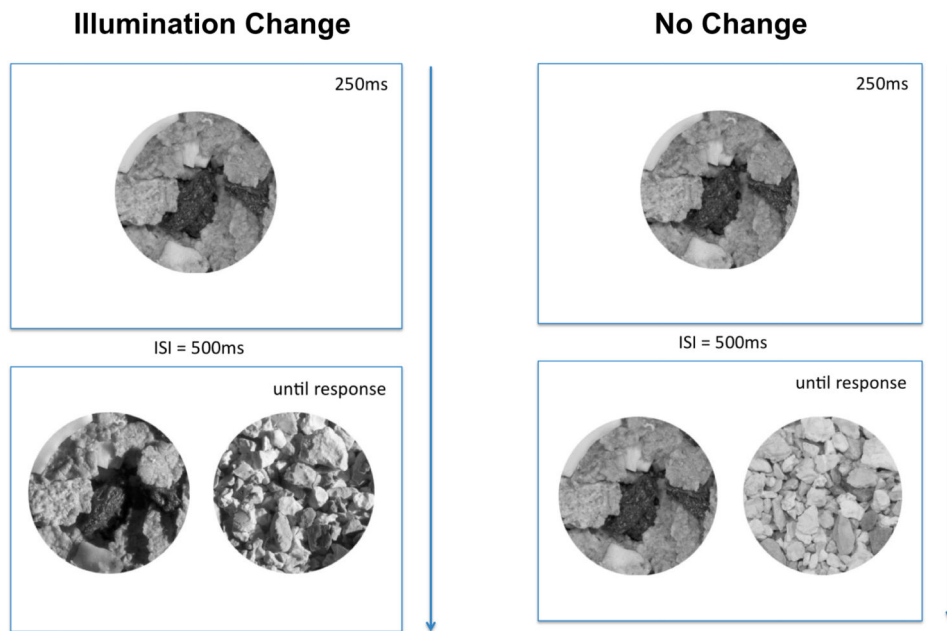 Illumination Change
No Change
250ms
250ms
ISI = 500ms
ISI = 500ms
until response
until response